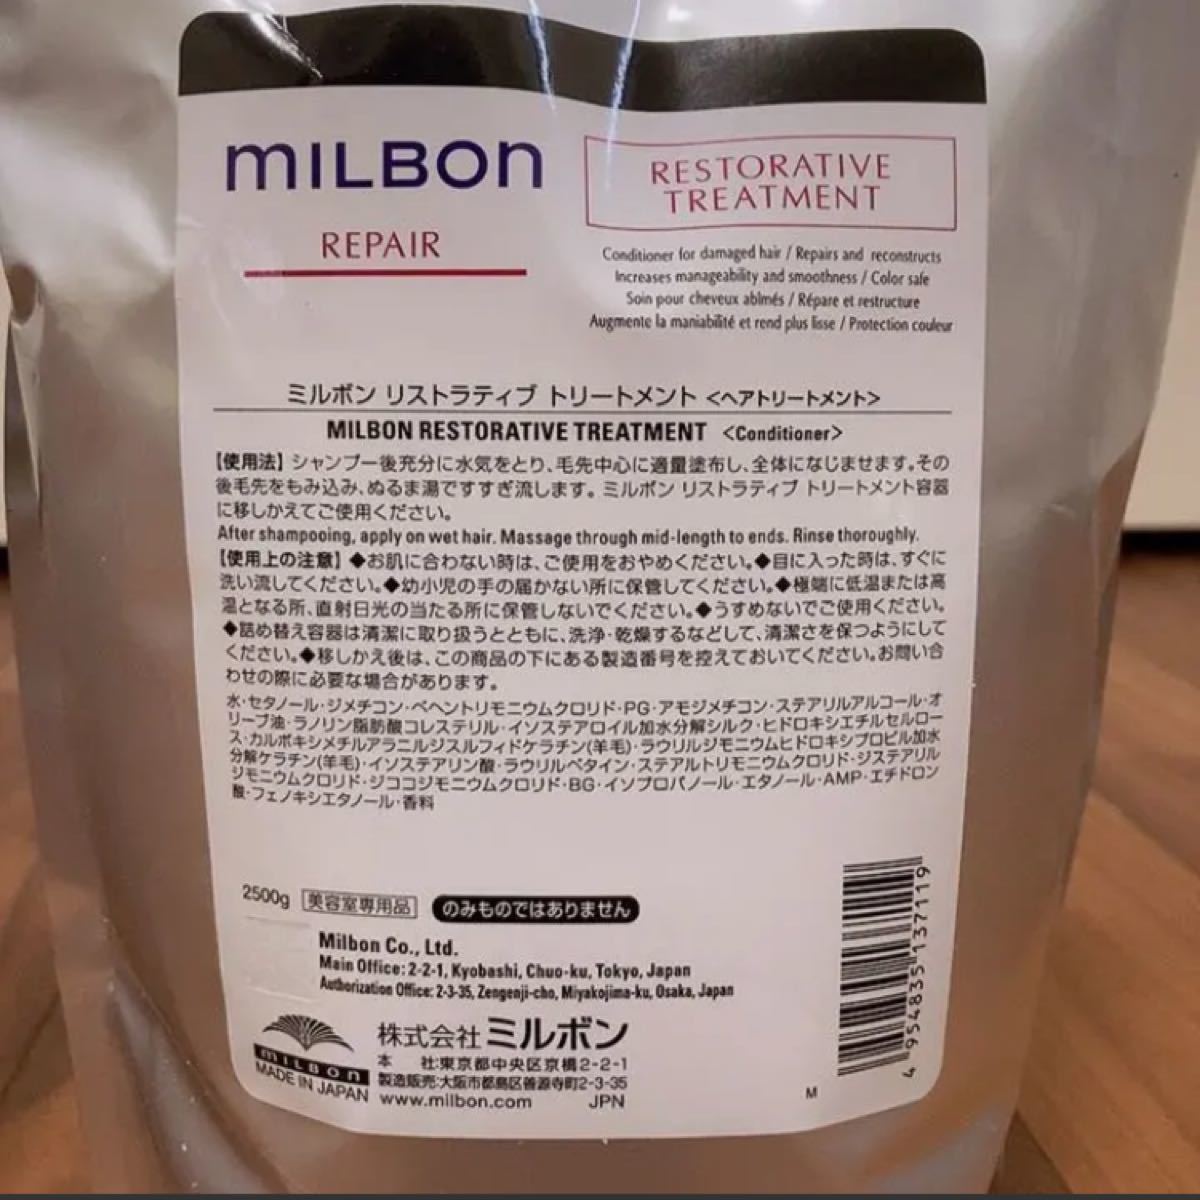 MILBON
REPAIR
RESTORATIVE
TREATMENT
Conditioner for damaged hair / Repairs and reconstructs
Increases manageability and smoothness / Color safe
Soin pour cheveux abîmés / Répare et restructure
Augmente la maniabilité et rend plus lisse / Protection couleur
ミルボン リストラティブ トリートメント <ヘアトリートメント>
MILBON RESTORATIVE TREATMENT <Conditioner>
【使用法】シャンプー後充分に水気をとり、毛先中心に適量塗布し、全体になじませます。その
後毛先をもみ込み、ぬるま湯ですすぎ流します。ミルボン リストラティブ トリートメント容器
に移しかえてご使用ください。
After shampooing, apply on wet hair. Massage through mid-length to ends. Rinse thoroughly.
【使用上の注意】◆お肌に合わない時は、ご使用をおやめください。◆目に入った時は、すぐに
洗い流してください。◆幼小児の手の届かない所に保管してください。◆極端に低温または高
温となる所、直射日光の当たる所に保管しないでください。◆うすめないでご使用ください。
◆詰め替え容器は清潔に取り扱うとともに、洗浄・乾燥するなどして、清潔さを保つようにして
ください。◆移しかえ後は、この商品の下にある製造番号を控えておいてください。お問い合
わせの際に必要な場合があります。
水・セタノール・ジメチコン・ベヘントリモニウムクロリド・PG・アモジメチコン・ステアリルアルコール・オ
リーブ油・ラノリン脂肪酸コレステリル・イソステアロイル加水分解シルク・ヒドロキシエチルセルロー
ス・カルボキシメチルアラニルジスルフィドケラチン(羊毛)・ラウリルジモニウムヒドロキシプロピル加水
分解ケラチン(羊毛)・イソステアリン酸・ラウリルベタイン・ステアルトリモニウムクロリド・ジステアリル
ジモニウムクロリド・ジココジモニウムクロリド・BG・イソプロパノール・エタノール・AMP・エチドロン
酸・フェノキシエタノール・香料
2500g 美容室専用品 のみものではありません
Milbon Co., Ltd.
Main Office: 2-2-1, Kyobashi, Chuo-ku, Tokyo, Japan
Authorization Office: 2-3-35, Zengenji-cho, Miyakojima-ku, Osaka, Japan
MILBON
MADE IN JAPAN
株式会社 ミルボン
本 社:東京都中央区京橋2-2-1
製造販売:大阪市都島区善源寺町2-3-35
www.milbon.com JPN
M
4 954835 137119